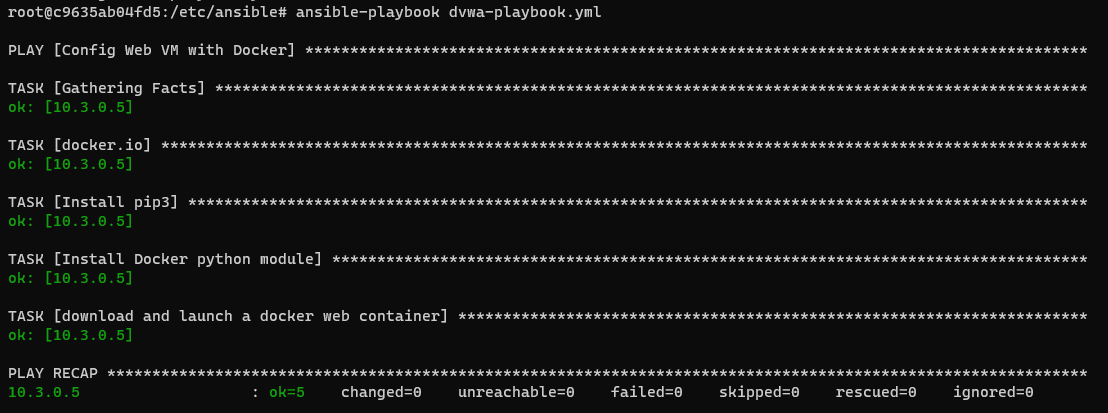 root@c9635ab04fd5:/etc/ansible# ansible-playbook dvwa-playbook.yml
PLAY [Config Web VM with Docker] ***************************************************************************************
TASK [Gathering Facts] *************************************************************************************************
ok: [10.3.0.5]
TASK [docker.io] *******************************************************************************************************
ok: [10.3.0.5]
TASK [Install pip3] ****************************************************************************************************
ok: [10.3.0.5]
TASK [Install Docker python module] ************************************************************************************
ok: [10.3.0.5]
TASK [download and launch a docker web container] **********************************************************************
ok: [10.3.0.5]
PLAY RECAP *************************************************************************************************************
10.3.0.5                   : ok=5    changed=0    unreachable=0    failed=0    skipped=0    rescued=0    ignored=0